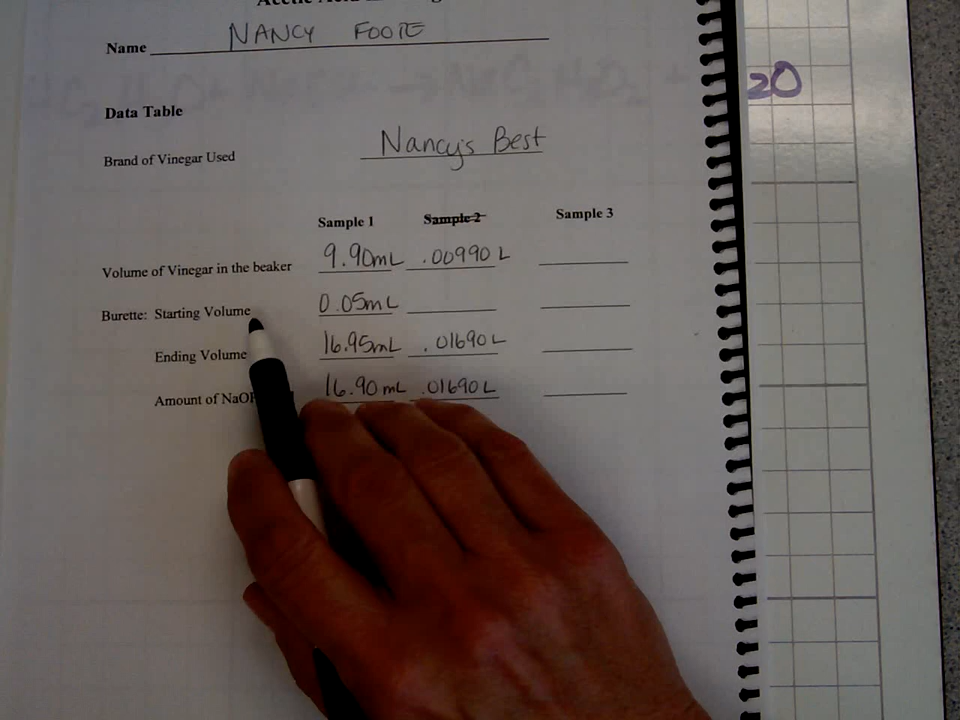 Name NANCY FOOTE
20
Data Table
Brand of Vinegar Used Nancy's Best
Sample 1 Sample 2 Sample 3
Volume of Vinegar in the beaker 9.90mL .00990 L
Burette: Starting Volume 0.05mL
Ending Volume 16.95mL .01690 L
Amount of 16.90 mL .01690 L